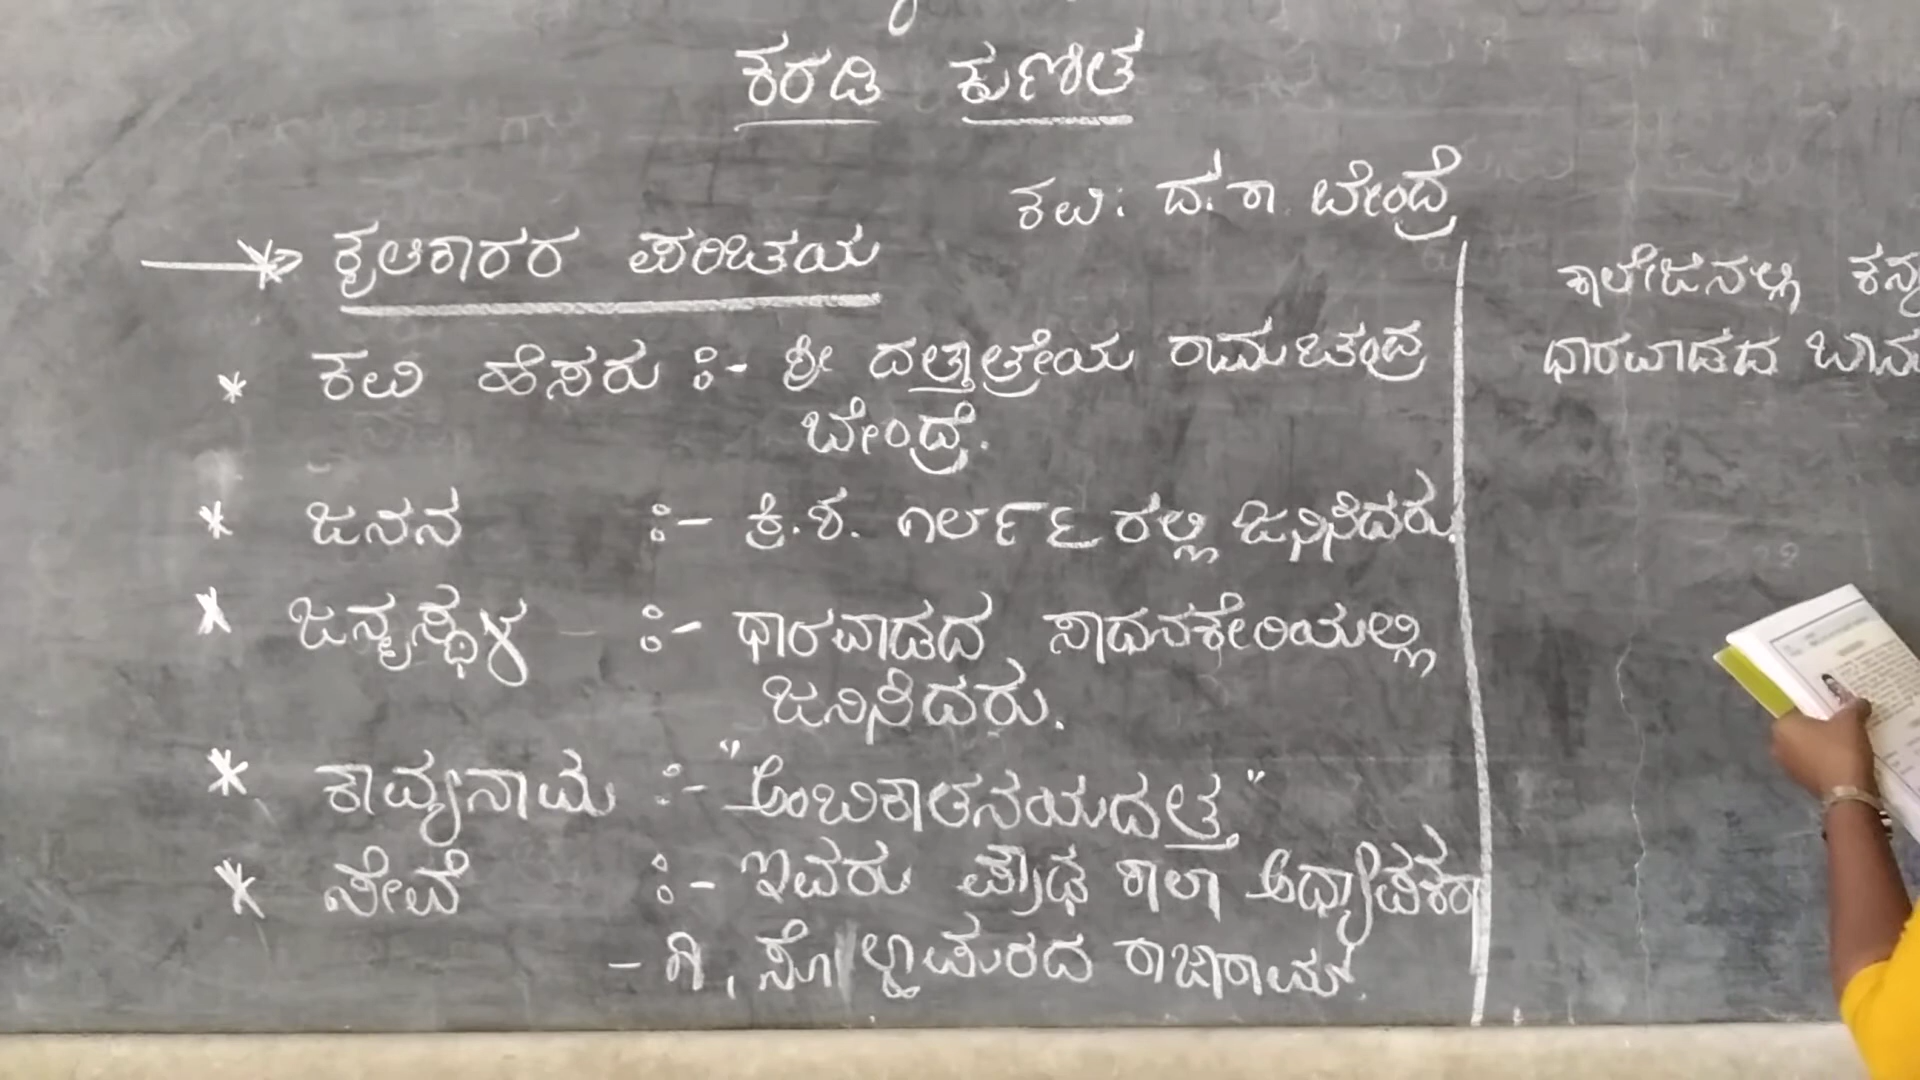 ಕರಡಿ ಕುಣಿತ
ಕವಿ: ದ. ರಾ. ಬೇಂದ್ರೆ
ಕೃತಿಕಾರರ ಪರಿಚಯ
* ಕವಿ ಹೆಸರು :- ಶ್ರೀ ದತ್ತಾತ್ರೇಯ ರಾಮಚಂದ್ರ
ಬೇಂದ್ರೆ.
* ಜನನ :- ಕ್ರಿ.ಶ. ೧೮೯೬ ರಲ್ಲಿ ಜನಿಸಿದರು.
* ಜನ್ಮಸ್ಥಳ :- ಧಾರವಾಡದ ಸಾಧನಕೇರಿಯಲ್ಲಿ
ಜನಿಸಿದರು.
* ಕಾವ್ಯನಾಮ :- "ಅಂಬಿಕಾತನಯದತ್ತ"
* ಸೇವೆ :- ಇವರು ಪ್ರೌಢ ಶಾಲಾ ಅಧ್ಯಾಪಕರಾ
- ಗಿ, ಸೊಲ್ಲಾಪುರದ ರಾಜಾರಾಮ್
ಕಾಲೇಜಿನಲ್ಲಿ
ಧಾರವಾಡದ